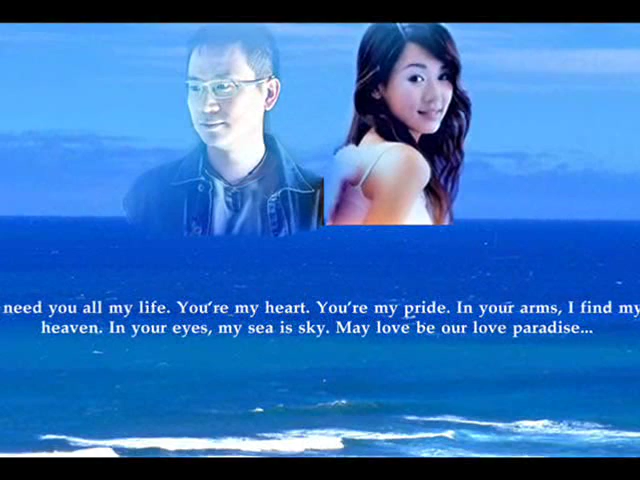 need you all my life. You're my heart. You're my pride. In your arms, I find my
heaven. In your eyes, my sea is sky. May love be our love paradise...